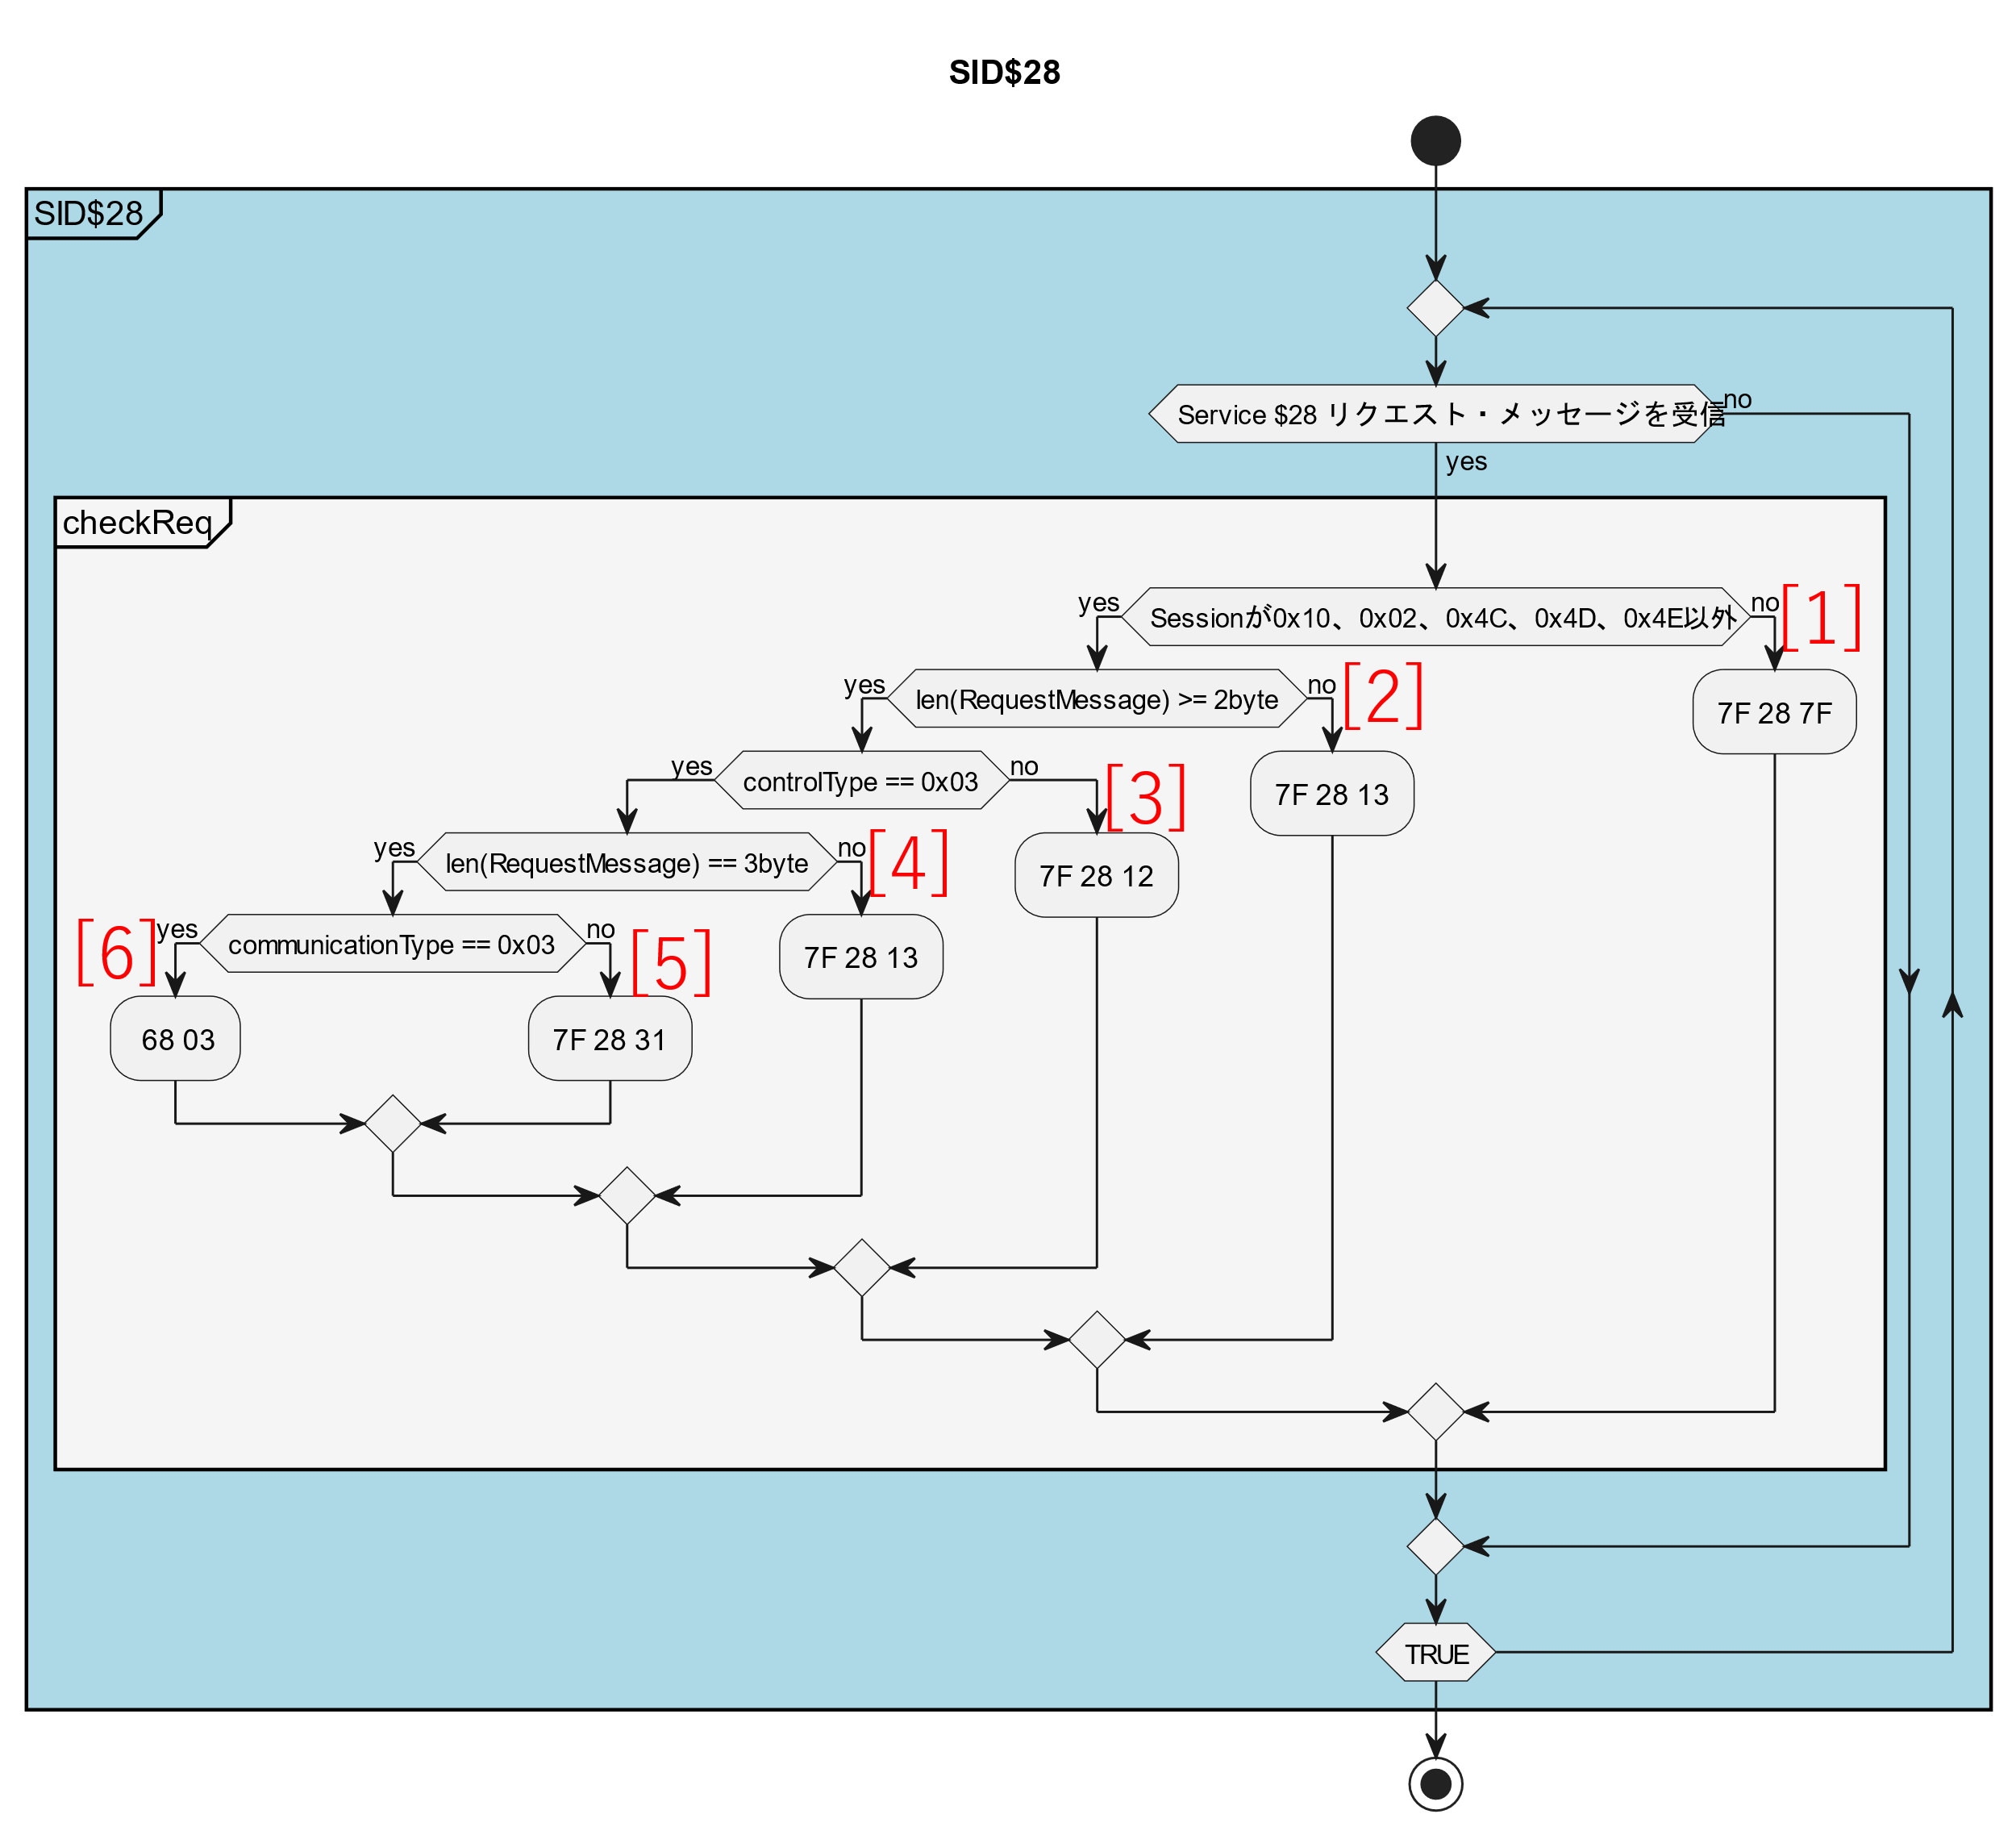 SID$28
SID$28
Service $28 リクエスト・メッセージを受信
no
yes
checkReq
yes
Sessionが0x10、0x02、0x4C、0x4D、0x4E以外
no
[1]
yes
len(RequestMessage) >= 2byte
no
[2]
7F 28 7F
yes
controlType == 0x03
no
[3]
7F 28 13
yes
len(RequestMessage) == 3byte
no
[4]
7F 28 12
[6]
yes
communicationType == 0x03
no
[5]
7F 28 13
68 03
7F 28 31
TRUE